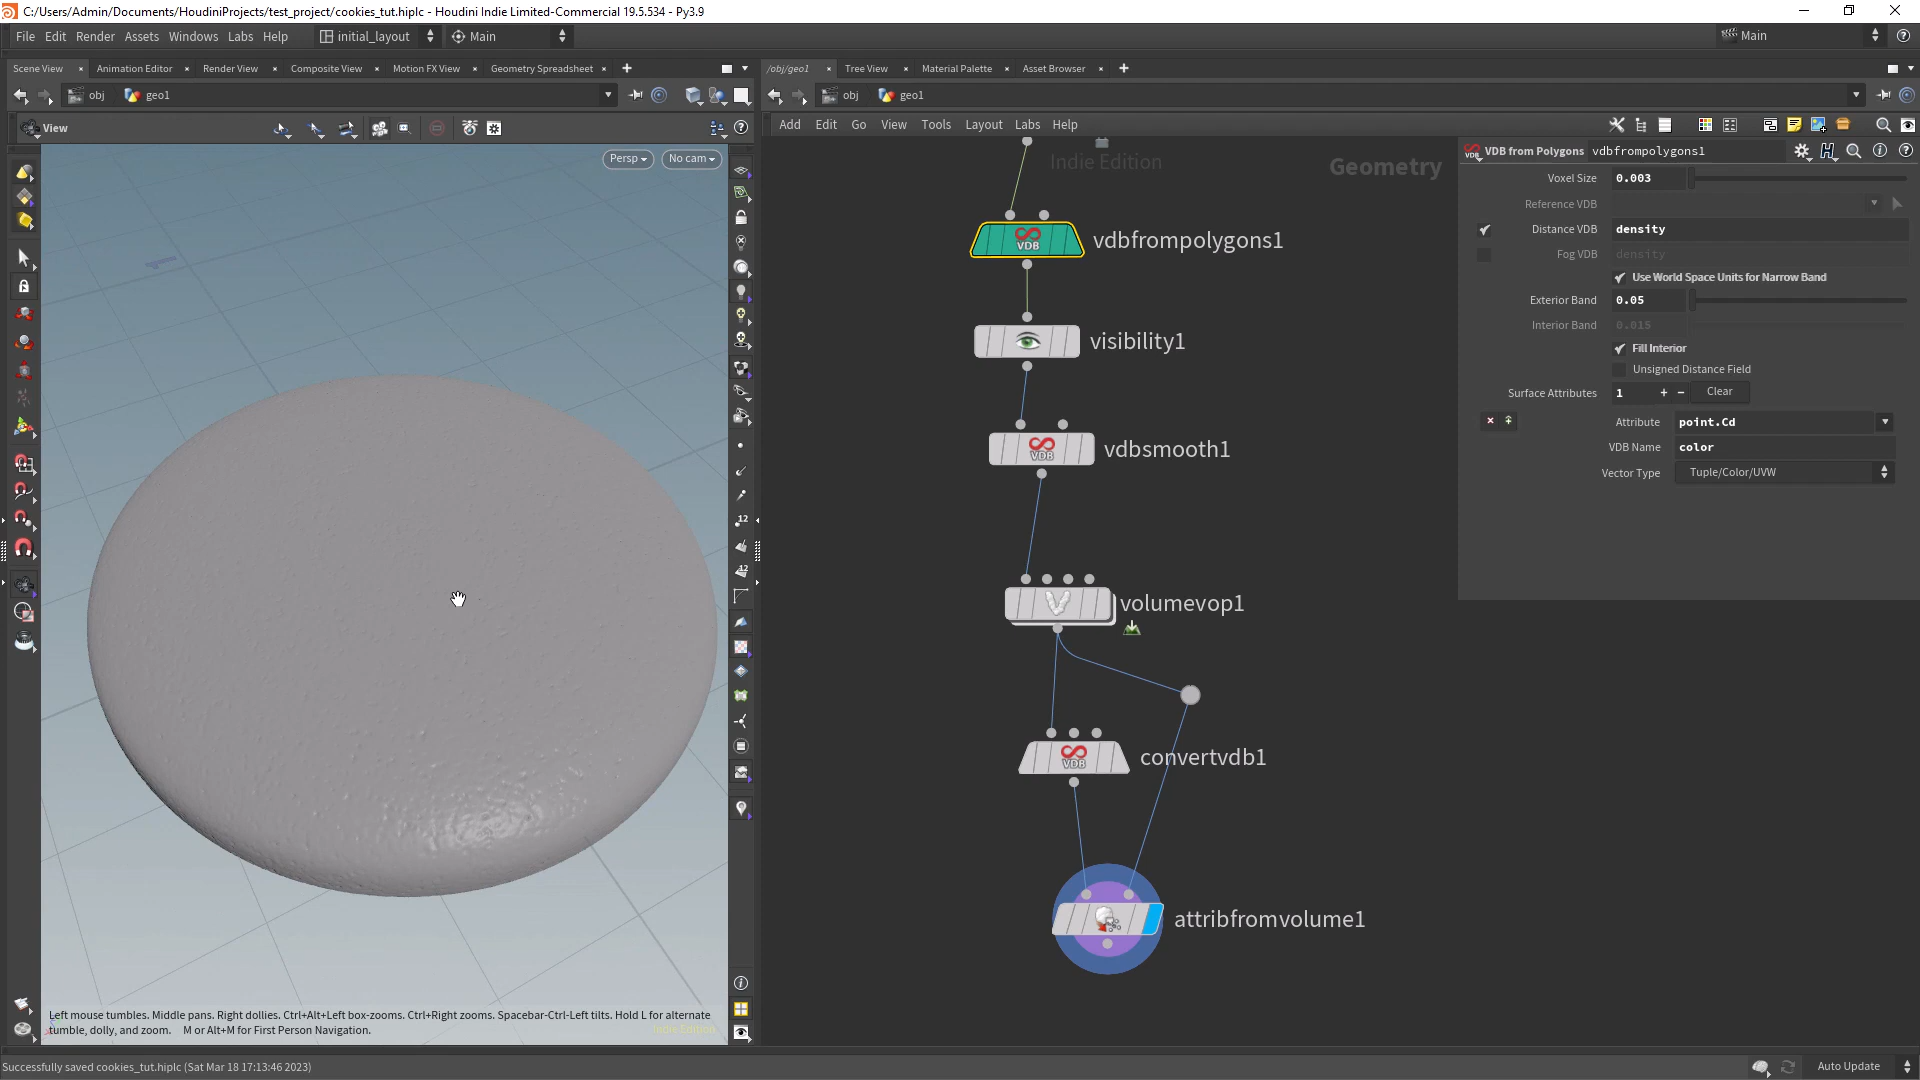 C:/Users/Admin/Documents/HoudiniProjects/test_project/cookies_tut.hiplc - Houdini Indie Limited-Commercial 19.5.534 - Py3.9
File Edit Render Assets Windows Labs Help initial_layout Main Main
Scene View Animation Editor Render View Composite View Motion FX View Geometry Spreadsheet
/obj/geo1 Tree View Material Palette Asset Browser
obj geo1
obj geo1
View
Add Edit Go View Tools Layout Labs Help
Persp No cam
Indie Edition
Geometry
VDB from Polygons vdbfrompolygons1
Voxel Size 0.003
Reference VDB
Distance VDB density
Fog VDB density
Use World Space Units for Narrow Band
Exterior Band 0.05
Interior Band 0.015
Fill Interior
Unsigned Distance Field
Surface Attributes 1 + - Clear
Attribute point.Cd
VDB Name color
Vector Type Tuple/Color/UVW
VDB vdbfrompolygons1
visibility1
VDB vdbsmooth1
volumevop1
VDB convertvdb1
attribfromvolume1
12
12
Left mouse tumbles. Middle pans. Right dollies. Ctrl+Alt+Left box-zooms. Ctrl+Right zooms. Spacebar-Ctrl-Left tilts. Hold L for alternate
tumble, dolly, and zoom. M or Alt+M for First Person Navigation.
Indie Edition
Successfully saved cookies_tut.hiplc (Sat Mar 18 17:13:46 2023)
Auto Update